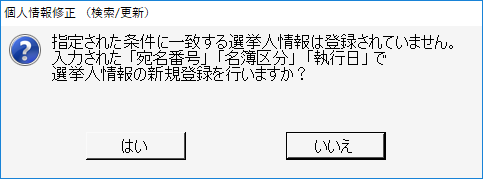 個人情報修正 （検索/更新）
指定された条件に一致する選挙人情報は登録されていません。
入力された「宛名番号」「名簿区分」「執行日」で
選挙人情報の新規登録を行いますか？
はい
いいえ